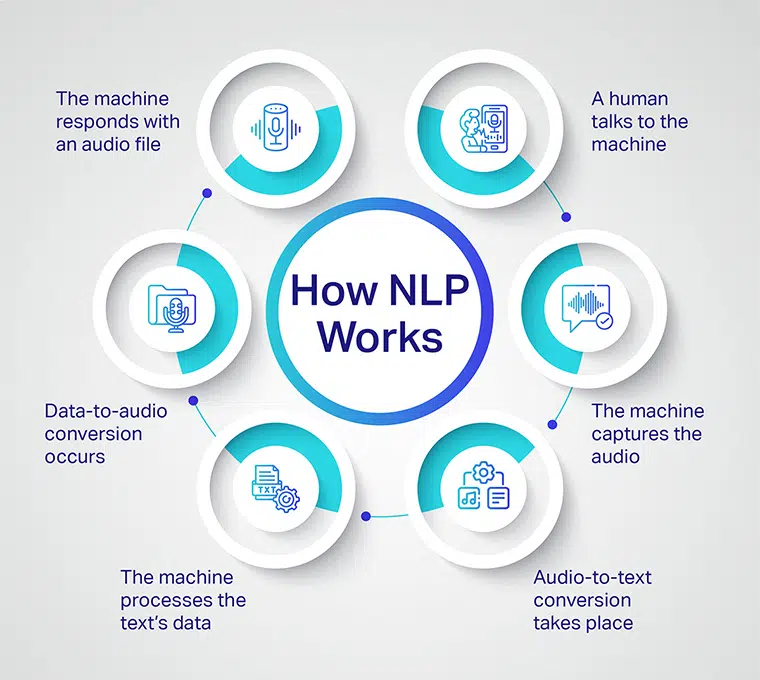 How NLP
Works
A human
talks to the
machine
The machine
captures the
audio
Audio-to-text
conversion
takes place
The machine
processes the
text's data
TXT
Data-to-audio
conversion
occurs
The machine
responds with
an audio file